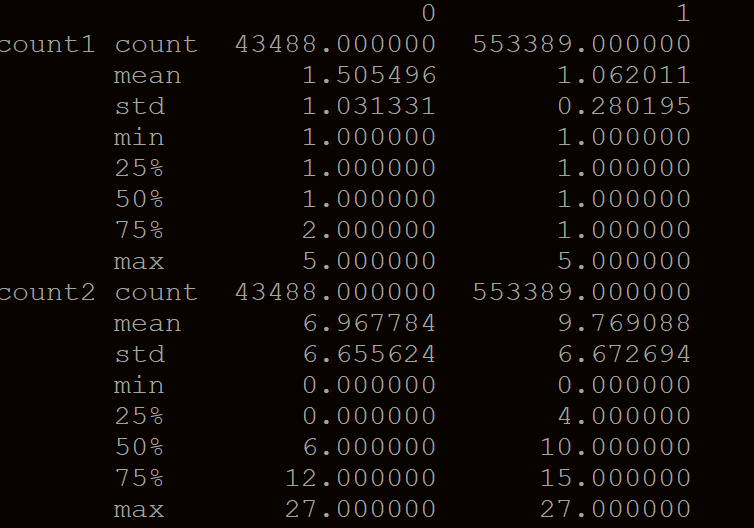 0 1
count1 count 43488.000000 553389.000000
mean 1.505496 1.062011
std 1.031331 0.280195
min 1.000000 1.000000
25% 1.000000 1.000000
50% 1.000000 1.000000
75% 2.000000 1.000000
max 5.000000 5.000000
count2 count 43488.000000 553389.000000
mean 6.967784 9.769088
std 6.655624 6.672694
min 0.000000 0.000000
25% 0.000000 4.000000
50% 6.000000 10.000000
75% 12.000000 15.000000
max 27.000000 27.000000